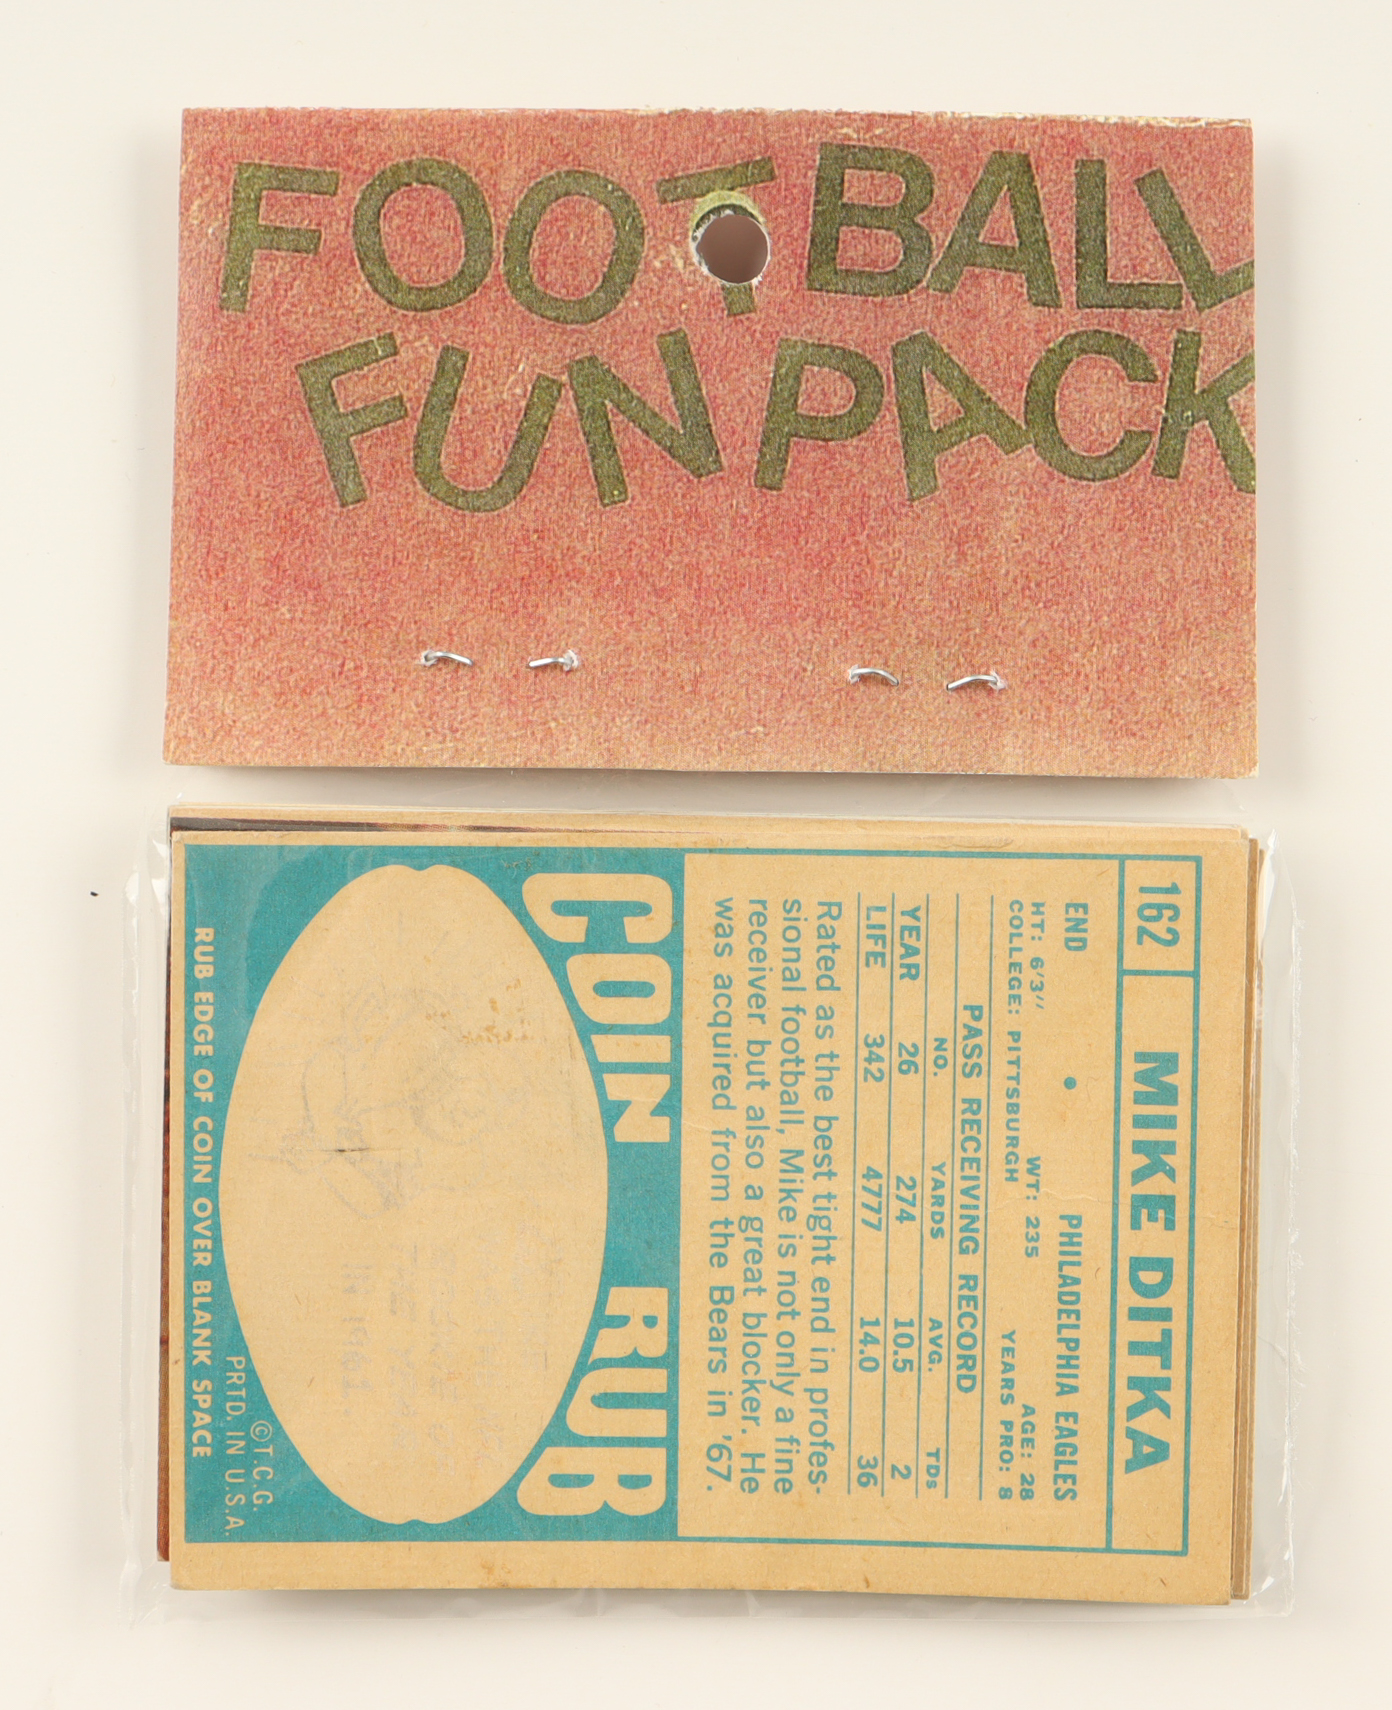 FOOTBALL
FUN PACK
162 MIKE DITKA
END • PHILADELPHIA EAGLES
HT: 6'3" WT: 235 AGE: 28
COLLEGE: PITTSBURGH YEARS PRO: 8
PASS RECEIVING RECORD
NO. YARDS AVG. TDs
YEAR 26 274 10.5 2
LIFE 342 4777 14.0 36
Rated as the best tight end in profes-
sional football, Mike is not only a fine
receiver but also a great blocker. He
was acquired from the Bears in '67.
COIN RUB
©T.C.G.
PRTD. IN U.S.A.
RUB EDGE OF COIN OVER BLANK SPACE